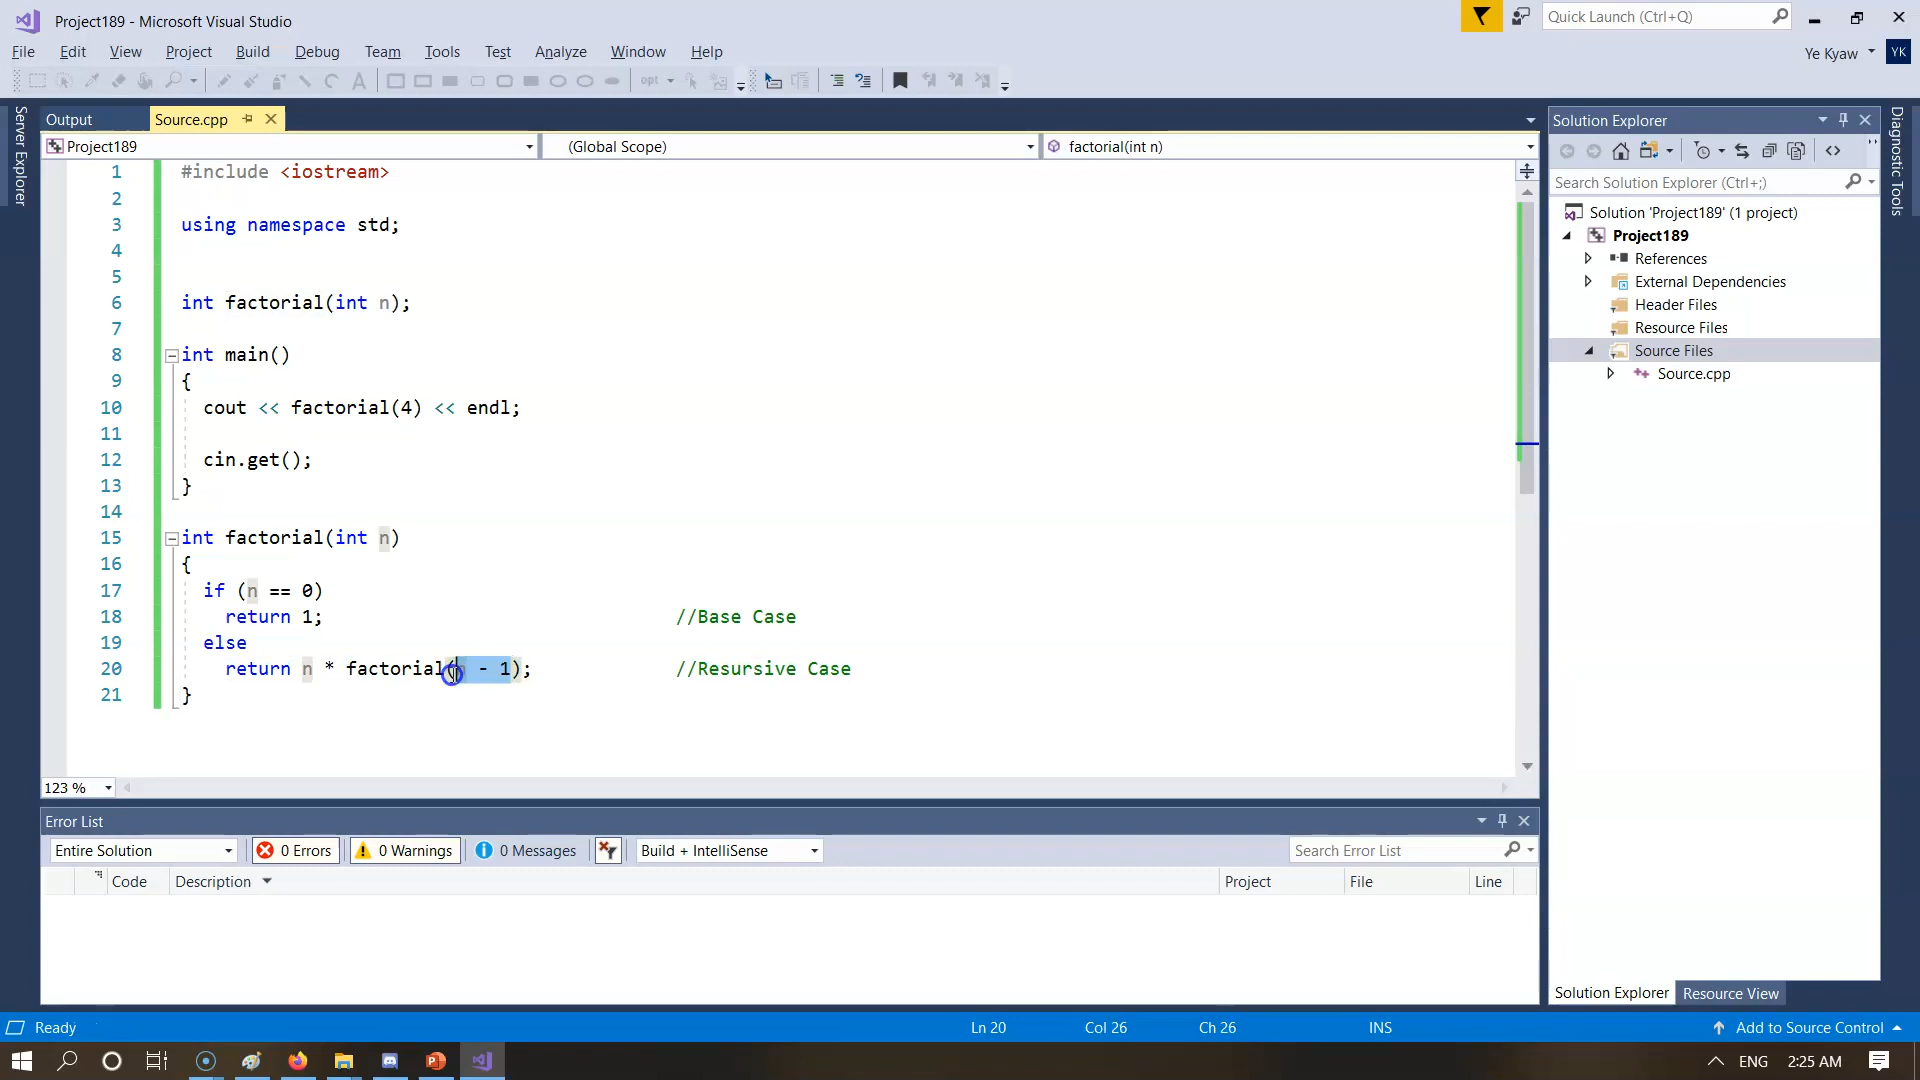 Project189 - Microsoft Visual Studio
Quick Launch (Ctrl+Q)
File Edit View Project Build Debug Team Tools Test Analyze Window Help
Ye Kyaw YK
opt
Server Explorer
Output Source.cpp
Project189 (Global Scope) factorial(int n)
1 #include <iostream>
2
3 using namespace std;
4
5
6 int factorial(int n);
7
8 int main()
9 {
10 cout << factorial(4) << endl;
11
12 cin.get();
13 }
14
15 int factorial(int n)
16 {
17 if (n == 0)
18 return 1; //Base Case
19 else
20 return n * factorial(n - 1); //Resursive Case
21 }
123 %
Error List
Entire Solution 0 Errors 0 Warnings 0 Messages Build + IntelliSense Search Error List
Code Description Project File Line
Solution Explorer
Search Solution Explorer (Ctrl+;)
Solution 'Project189' (1 project)
Project189
References
External Dependencies
Header Files
Resource Files
Source Files
Source.cpp
Solution Explorer Resource View
Diagnostic Tools
Ready Ln 20 Col 26 Ch 26 INS Add to Source Control
ENG 2:25 AM